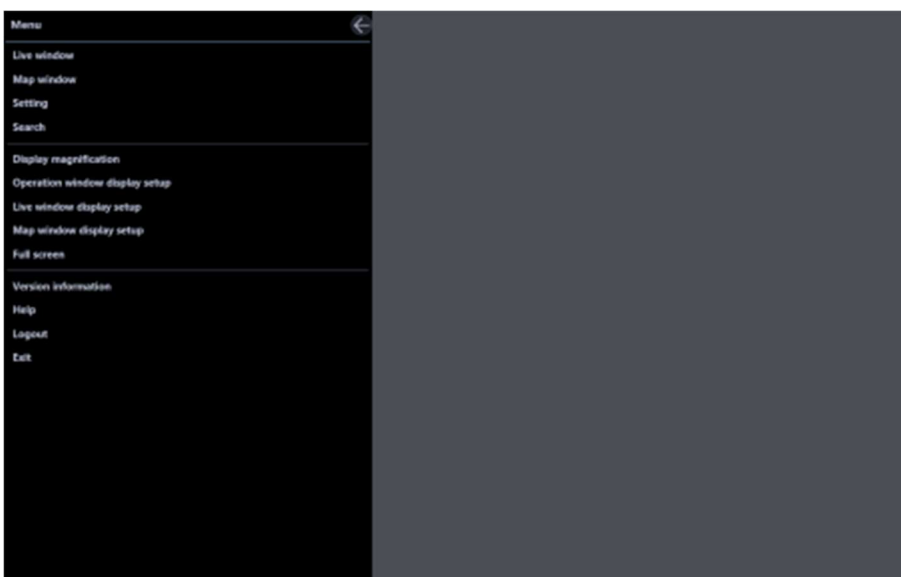 Menu
Live window
Map window
Setting
Search
Display magnification
Operation window display setup
Live window display setup
Map window display setup
Full screen
Version information
Help
Logout
Exit